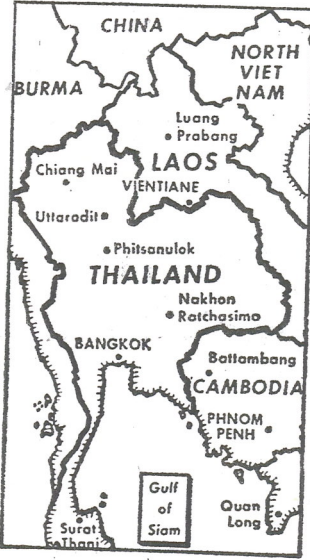 CHINA
NORTH
VIET
NAM
BURMA
Luang
Prabang
LAOS
Chiang Mai
VIENTIANE
Uttaradit
Phitsanulok
THAILAND
Nakhon
Ratchasima
BANGKOK
Battambang
CAMBODIA
PHNOM
PENH
Gulf
of
Siam
Quan
Long
Surat
Thani